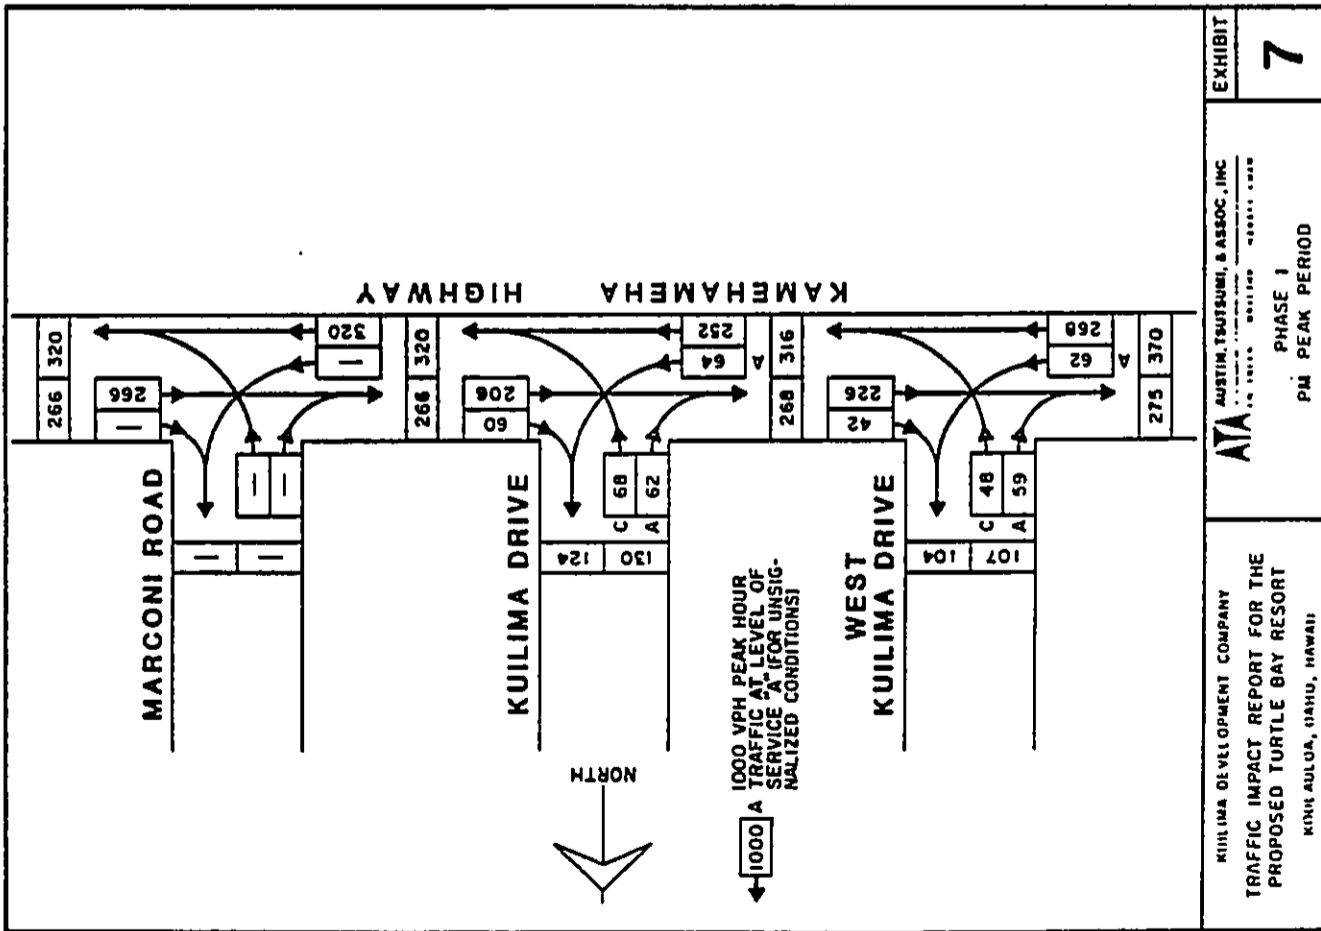 MARCONI ROAD
266
320
266
—
320
—
—
—
—
—
KAMEHAMEHA HIGHWAY
KUILIMA DRIVE
266
320
206
60
252
64
A
C 68
A 62
124
130
WEST
KUILIMA DRIVE
268
316
226
42
268
62
A
C 48
A 59
104
107
275
370
NORTH
1000 A
1000 VPH PEAK HOUR
TRAFFIC AT LEVEL OF
SERVICE "A" (FOR UNSIG-
NALIZED CONDITIONS)
KUILIMA DEVELOPMENT COMPANY
TRAFFIC IMPACT REPORT FOR THE
PROPOSED TURTLE BAY RESORT
OAHU, HAWAII
ATA
AUSTIN, TSUTSUMI, & ASSOC., INC
PHASE 1
PM PEAK PERIOD
EXHIBIT
7